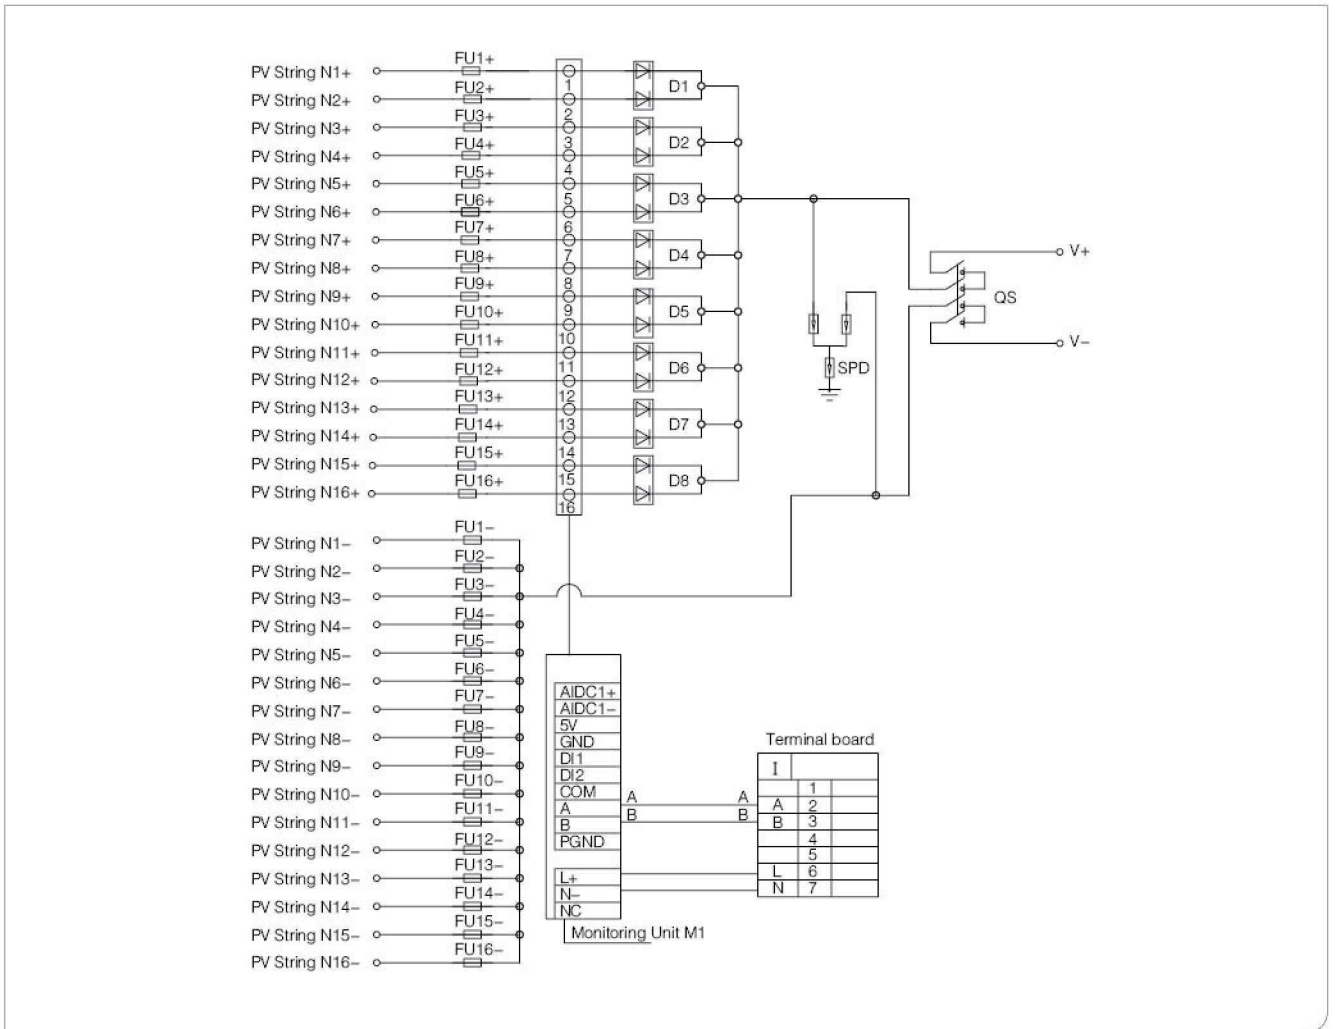 FU1+
PV String N1+
D1
1
FU2+
PV String N2+
2
FU3+
PV String N3+
D2
3
FU4+
PV String N4+
4
FU5+
PV String N5+
D3
5
FU6+
PV String N6+
6
FU7+
PV String N7+
D4
7
FU8+
PV String N8+
8
FU9+
PV String N9+
D5
9
FU10+
PV String N10+
10
FU11+
PV String N11+
D6
11
FU12+
PV String N12+
12
FU13+
PV String N13+
D7
13
FU14+
PV String N14+
14
FU15+
PV String N15+
D8
15
FU16+
PV String N16+
16
V+
QS
V−
SPD
FU1−
PV String N1−
FU2−
PV String N2−
FU3−
PV String N3−
FU4−
PV String N4−
FU5−
PV String N5−
FU6−
PV String N6−
FU7−
PV String N7−
FU8−
PV String N8−
FU9−
PV String N9−
FU10−
PV String N10−
FU11−
PV String N11−
FU12−
PV String N12−
FU13−
PV String N13−
FU14−
PV String N14−
FU15−
PV String N15−
FU16−
PV String N16−
AIDC1+
AIDC1−
5V
GND
DI1
DI2
COM
A
B
PGND
L+
N−
NC
Monitoring Unit M1
A A
B B
Terminal board
I
1
A 2
B 3
4
5
L 6
N 7